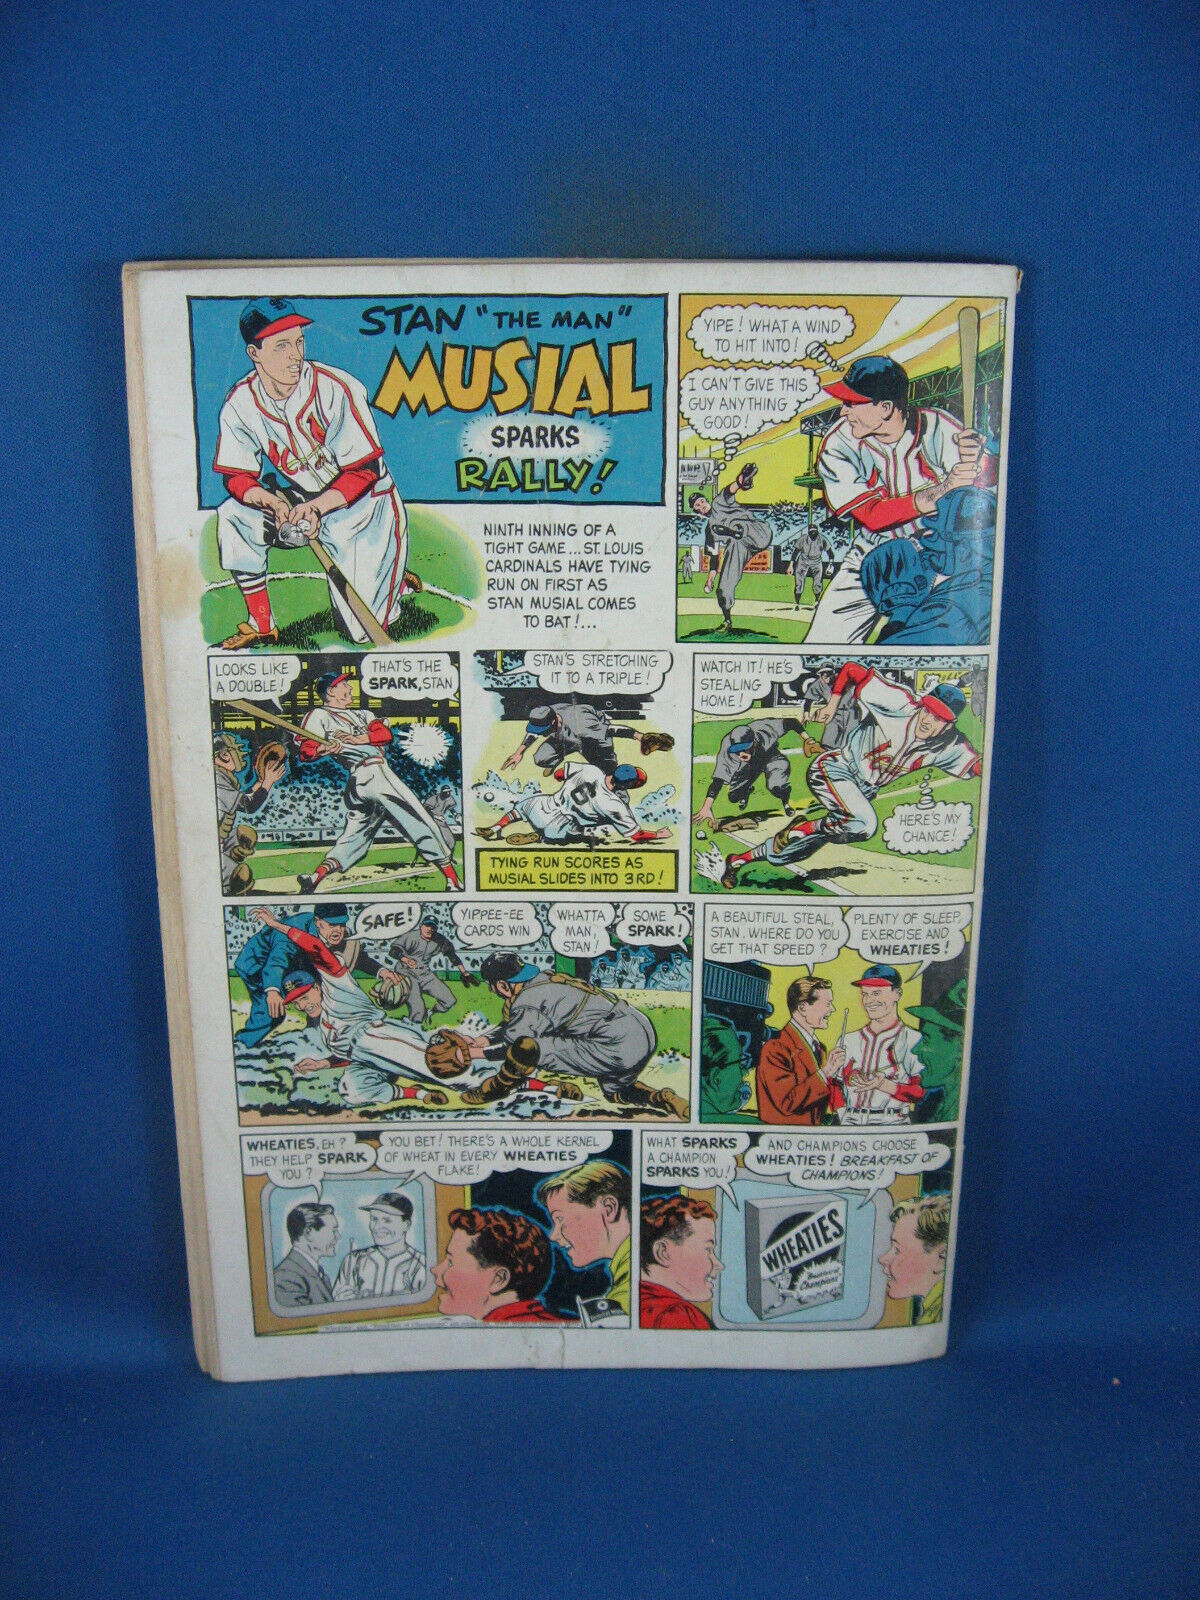 STAN "THE MAN"
MUSIAL
SPARKS
RALLY!
NINTH INNING OF A
TIGHT GAME... ST. LOUIS
CARDINALS HAVE TYING
RUN ON FIRST AS
STAN MUSIAL COMES
TO BAT!...
YIPE! WHAT A WIND
TO HIT INTO!
I CAN'T GIVE THIS
GUY ANYTHING
GOOD!
LOOKS LIKE
A DOUBLE!
THAT'S THE
SPARK, STAN
STAN'S STRETCHING
IT TO A TRIPLE!
6
TYING RUN SCORES AS
MUSIAL SLIDES INTO 3RD!
WATCH IT! HE'S
STEALING
HOME!
HERE'S MY
CHANCE!
SAFE!
YIPPEE-EE
CARDS WIN
WHATTA
MAN,
STAN!
SOME
SPARK!
A BEAUTIFUL STEAL,
STAN. WHERE DO YOU
GET THAT SPEED?
PLENTY OF SLEEP,
EXERCISE AND
WHEATIES!
WHEATIES, EH?
THEY HELP SPARK
YOU?
YOU BET! THERE'S A WHOLE KERNEL
OF WHEAT IN EVERY WHEATIES
FLAKE!
WHAT SPARKS
A CHAMPION
SPARKS YOU!
AND CHAMPIONS CHOOSE
WHEATIES! BREAKFAST OF
CHAMPIONS!
WHEATIES
"Breakfast of
Champions"